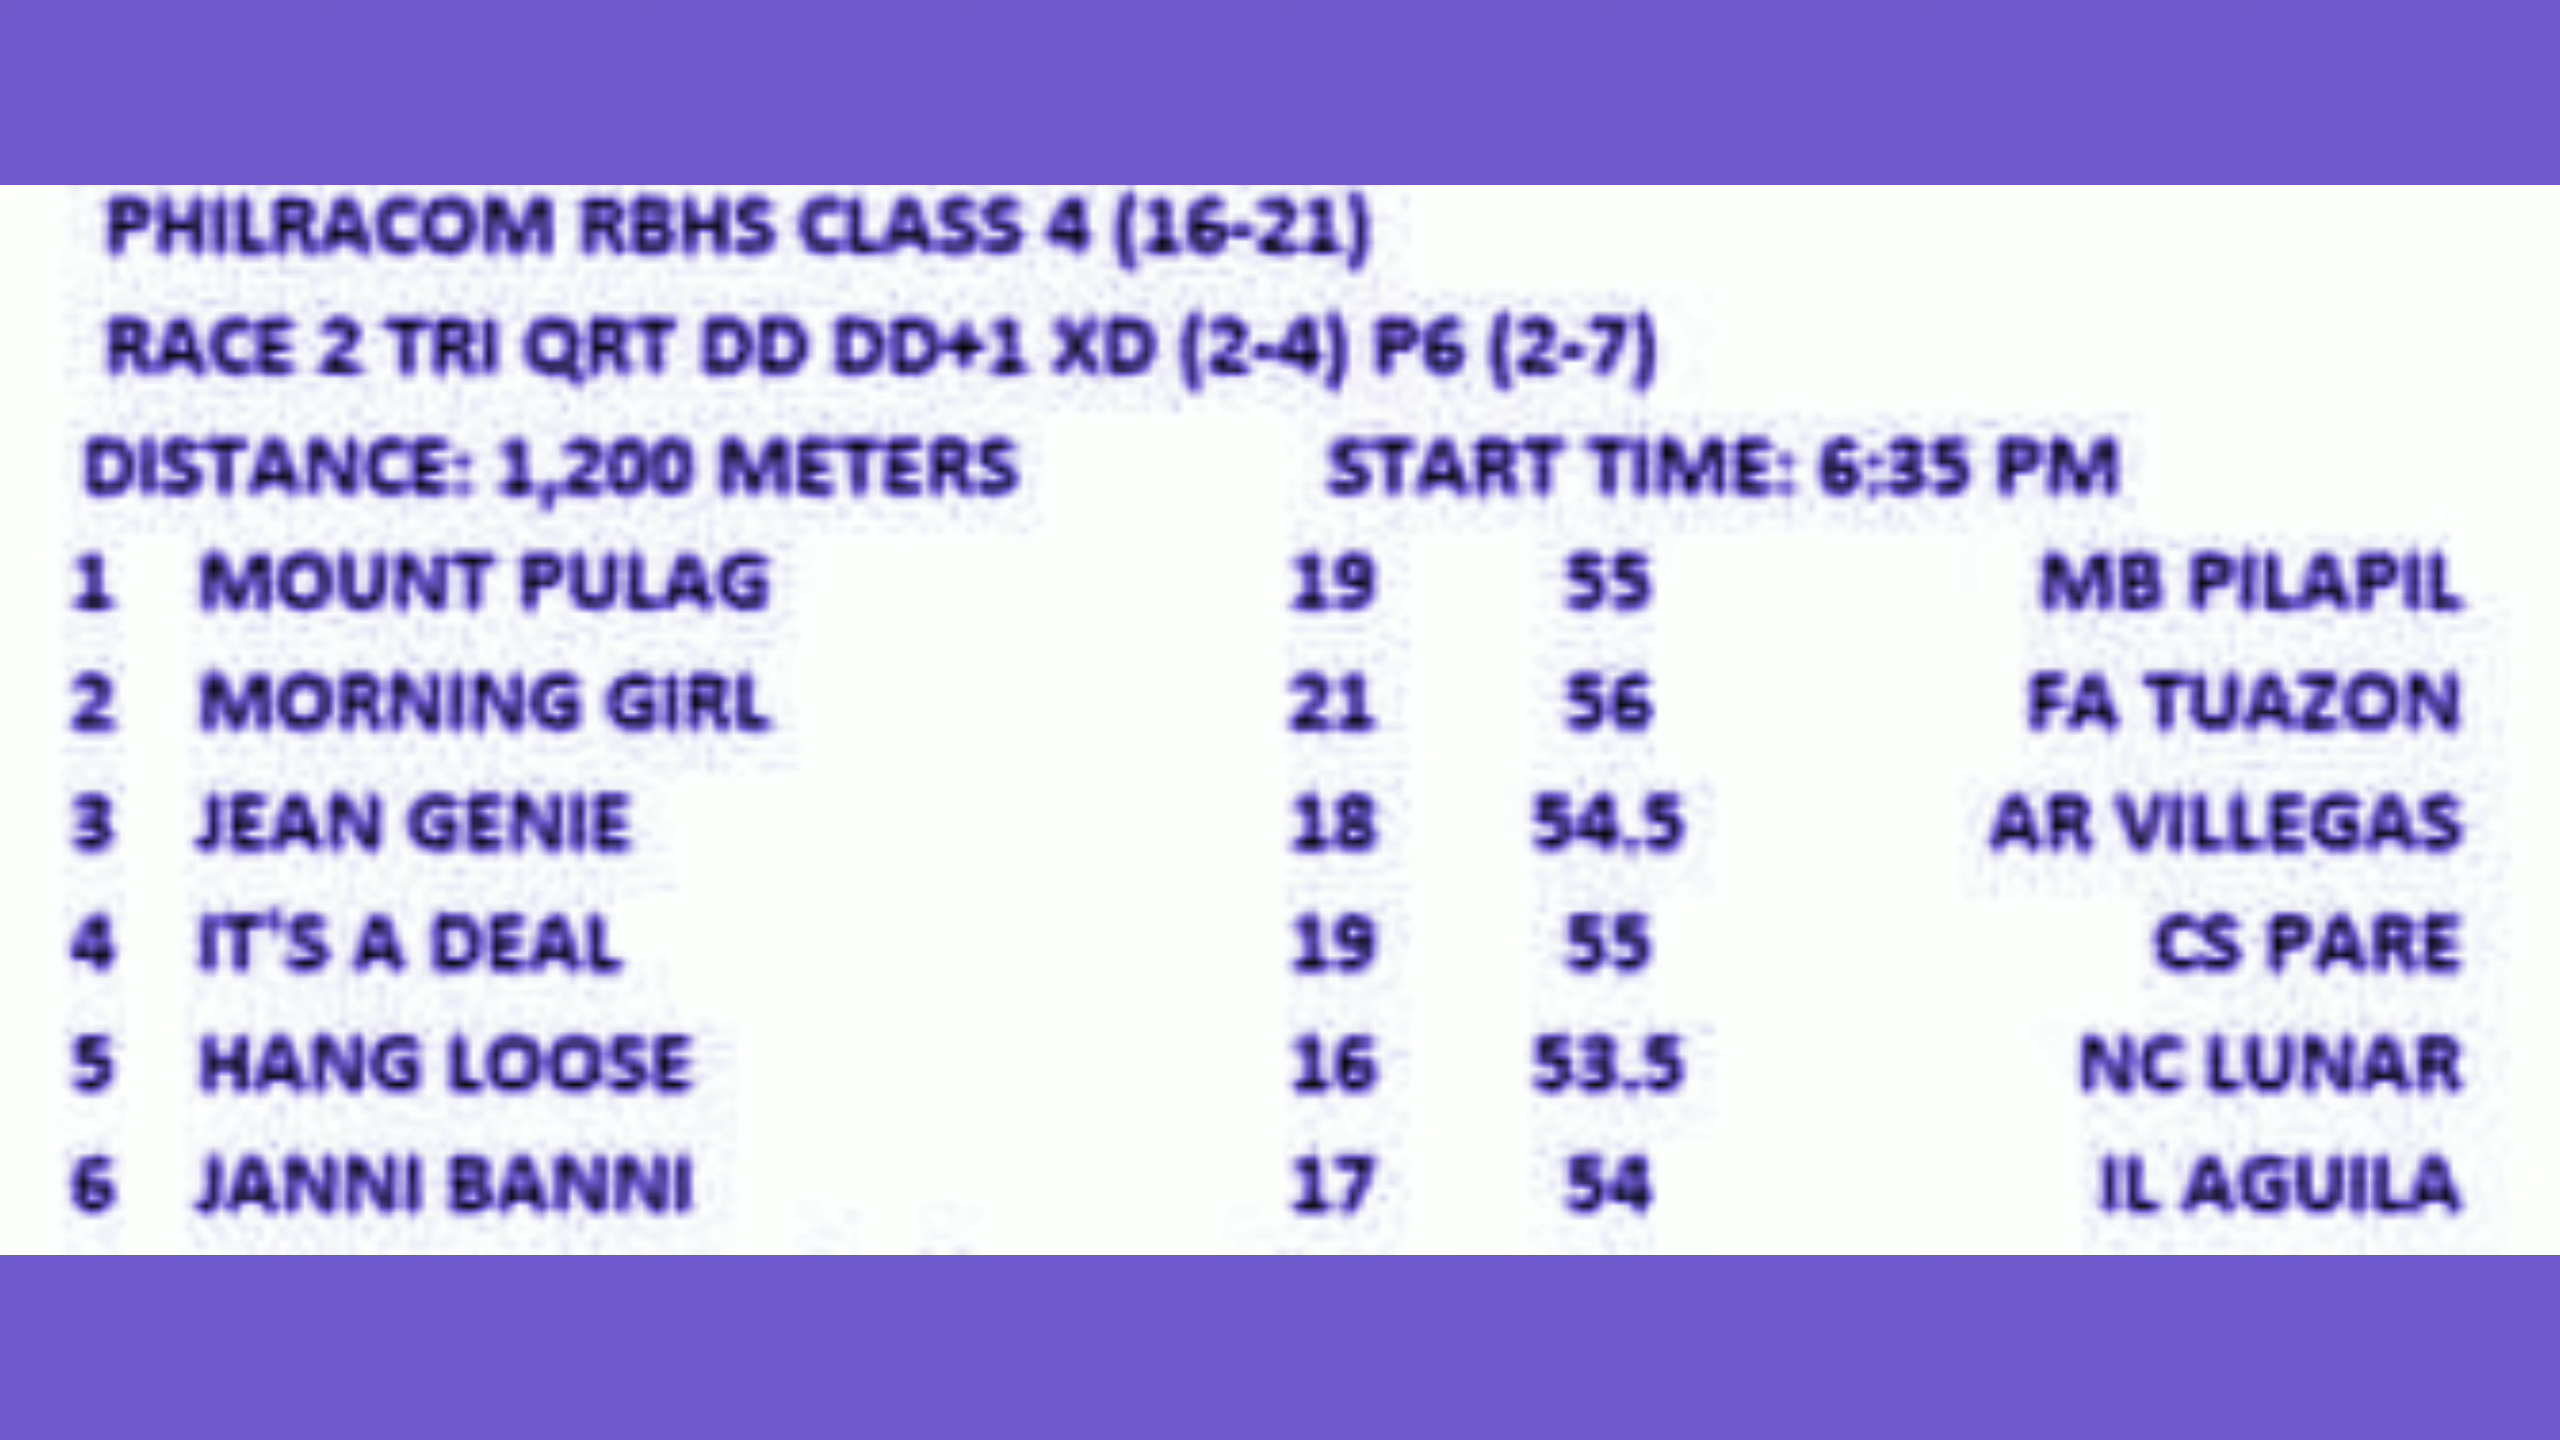 PHILRACOM RBHS CLASS 4 (16-21)
RACE 2 TRI QRT DD DD+1 XD (2-4) P6 (2-7)
DISTANCE: 1,200 METERS START TIME: 6:35 PM
1 MOUNT PULAG 19 55 MB PILAPIL
2 MORNING GIRL 21 56 FA TUAZON
3 JEAN GENIE 18 54.5 AR VILLEGAS
4 IT'S A DEAL 19 55 CS PARE
5 HANG LOOSE 16 53.5 NC LUNAR
6 JANNI BANNI 17 54 IL AGUILA